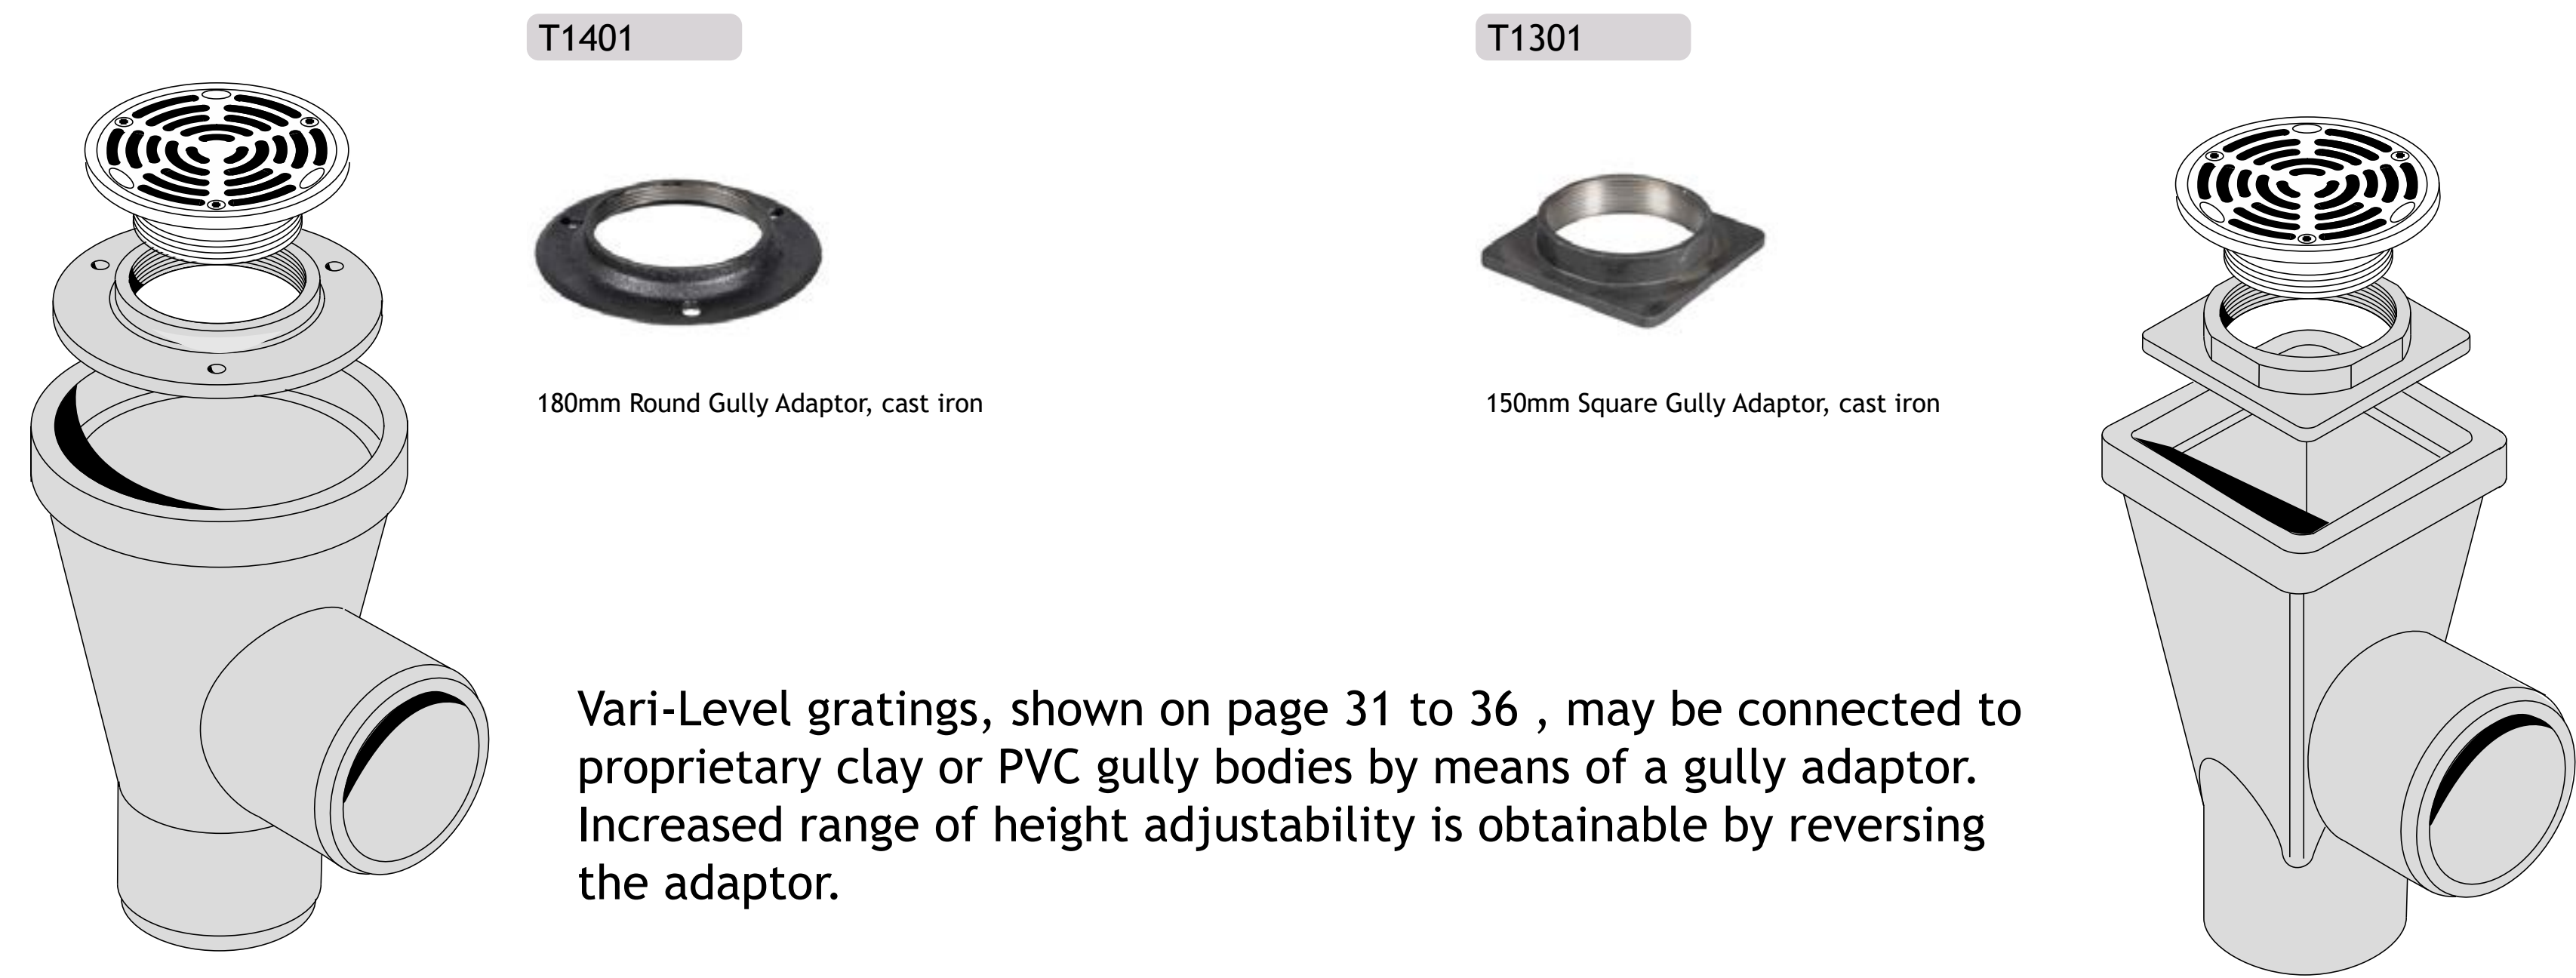 T1401
T1301
180mm Round Gully Adaptor, cast iron
150mm Square Gully Adaptor, cast iron
Vari-Level gratings, shown on page 31 to 36 , may be connected to
proprietary clay or PVC gully bodies by means of a gully adaptor.
Increased range of height adjustability is obtainable by reversing
the adaptor.